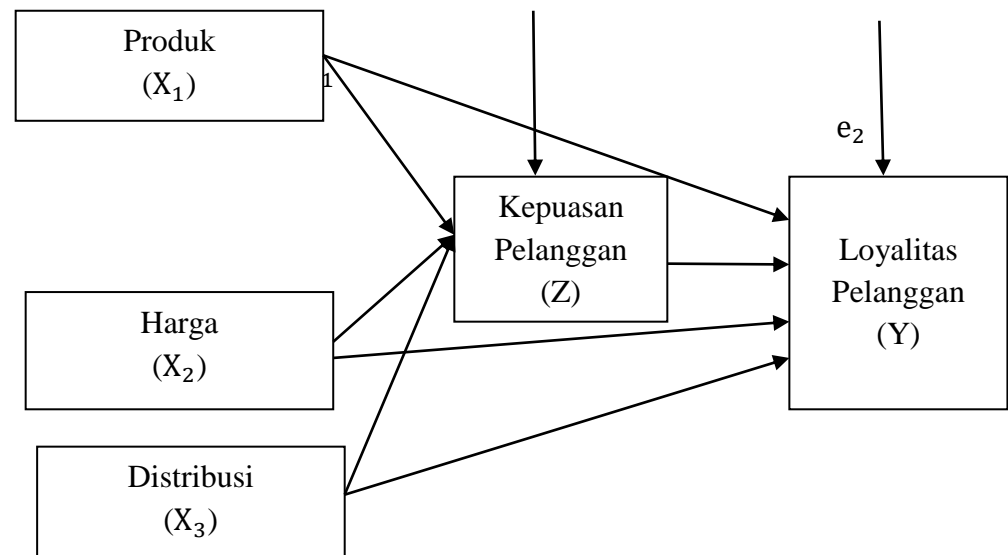 Produk
(X₁)
1
e₂
Kepuasan
Pelanggan
(Z)
Loyalitas
Pelanggan
(Y)
Harga
(X₂)
Distribusi
(X₃)